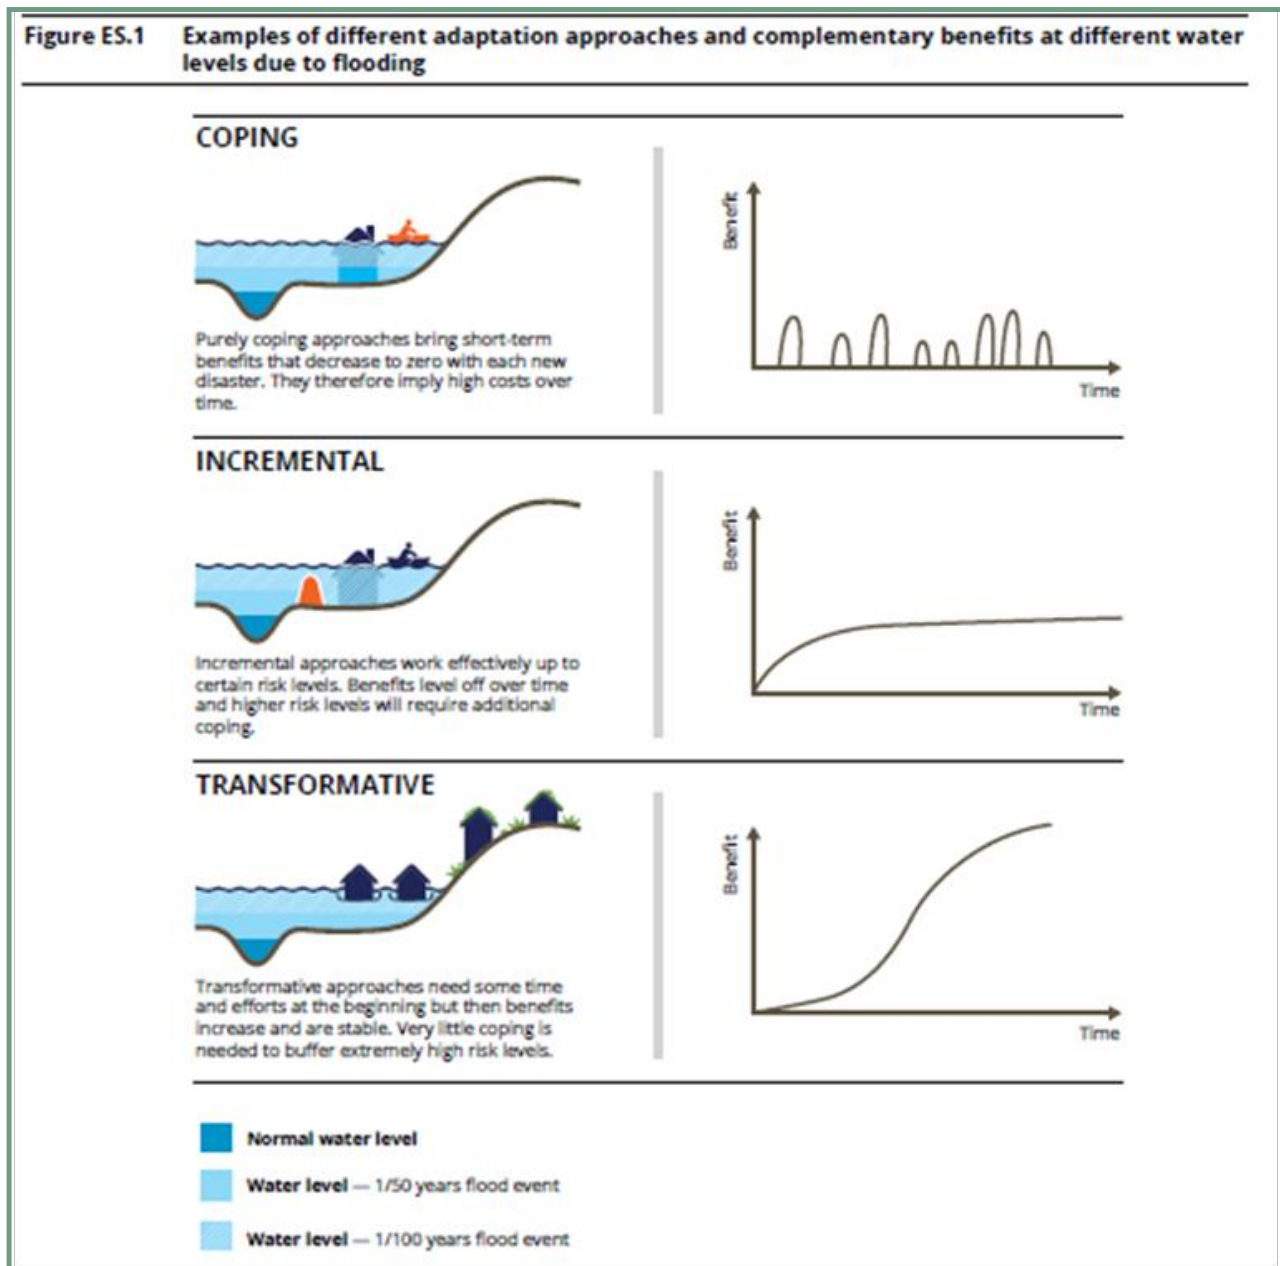 Figure ES.1 Examples of different adaptation approaches and complementary benefits at different water
levels due to flooding
COPING
Benefit
Time
Purely coping approaches bring short-term
benefits that decrease to zero with each new
disaster. They therefore imply high costs over
time.
INCREMENTAL
Benefit
Time
Incremental approaches work effectively up to
certain risk levels. Benefits level off over time
and higher risk levels will require additional
coping.
TRANSFORMATIVE
Benefit
Time
Transformative approaches need some time
and efforts at the beginning but then benefits
increase and are stable. Very little coping is
needed to buffer extremely high risk levels.
Normal water level
Water level — 1/50 years flood event
Water level — 1/100 years flood event